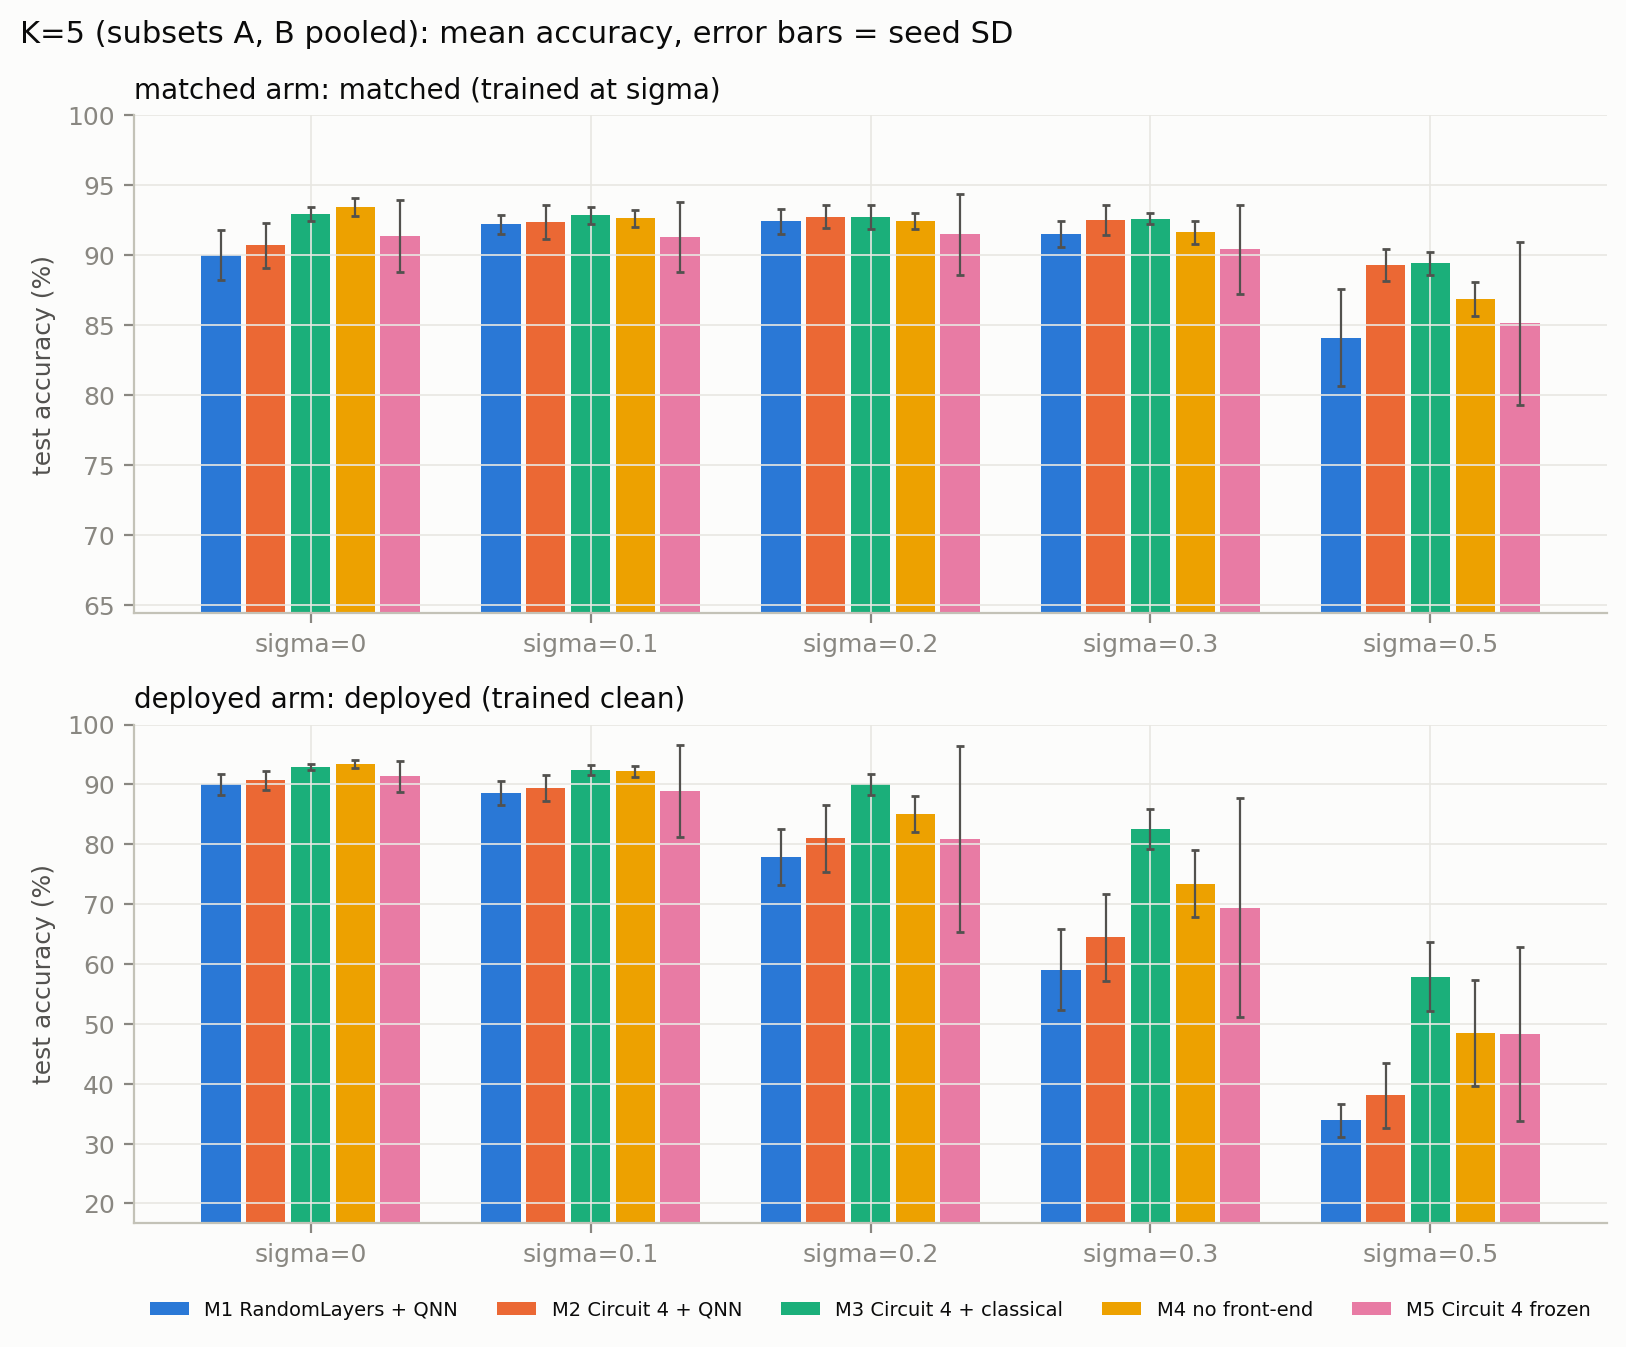 K=5 (subsets A, B pooled): mean accuracy, error bars = seed SD
matched arm: matched (trained at sigma)
test accuracy (%)
100
95
90
85
80
75
70
65
sigma=0 sigma=0.1 sigma=0.2 sigma=0.3 sigma=0.5
deployed arm: deployed (trained clean)
test accuracy (%)
100
90
80
70
60
50
40
30
20
sigma=0 sigma=0.1 sigma=0.2 sigma=0.3 sigma=0.5
M1 RandomLayers + QNN M2 Circuit 4 + QNN M3 Circuit 4 + classical M4 no front-end M5 Circuit 4 frozen